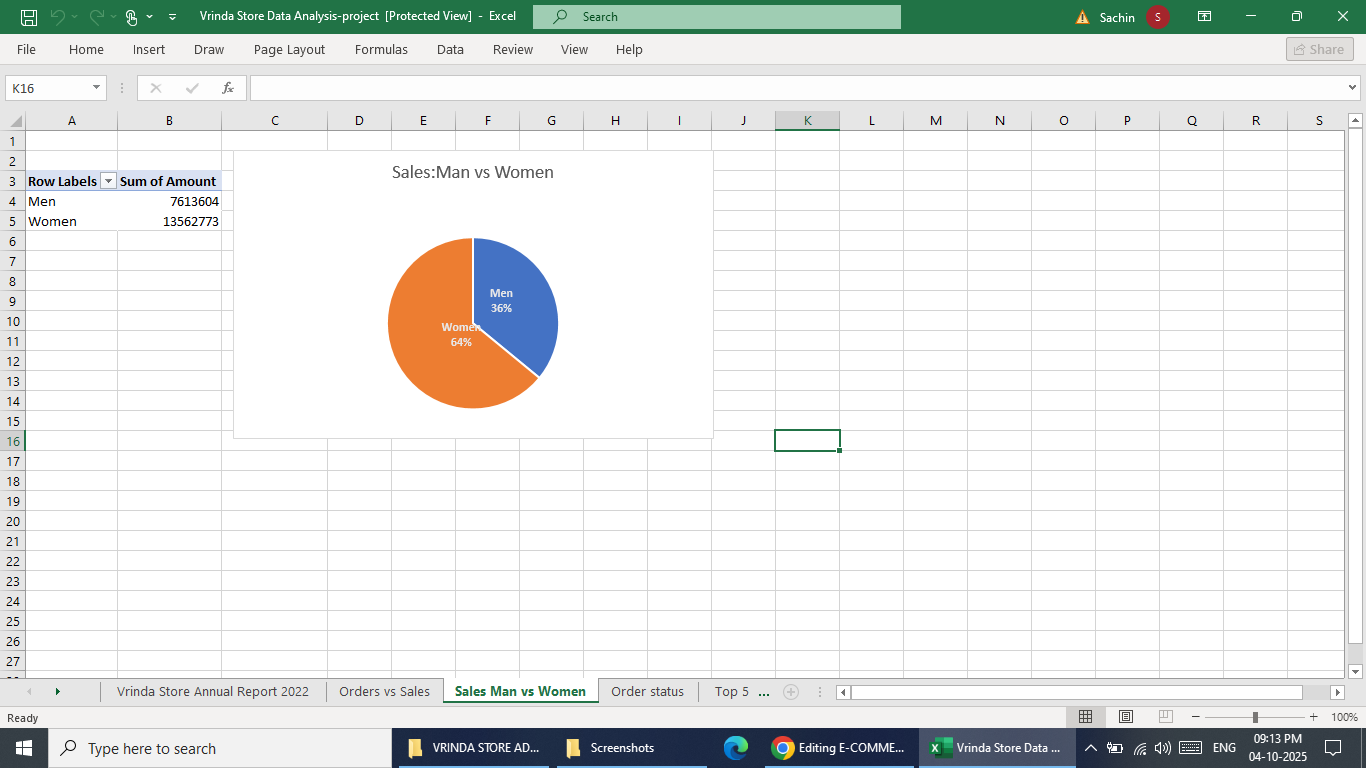 Vrinda Store Data Analysis-project [Protected View] - Excel
Search
Sachin
S
File Home Insert Draw Page Layout Formulas Data Review View Help
Share
K16
fx
A B C D E F G H I J K L M N O P Q R S
1
2
3 Row Labels Sum of Amount
4 Men 7613604
5 Women 13562773
6
7
8
9
10
11
12
13
14
15
16
17
18
19
20
21
22
23
24
25
26
27
Sales:Man vs Women
Men
36%
Women
64%
Vrinda Store Annual Report 2022 Orders vs Sales Sales Man vs Women Order status Top 5 ...
Ready
100%
Type here to search
VRINDA STORE AD...
Screenshots
Editing E-COMME...
Vrinda Store Data ...
ENG
09:13 PM
04-10-2025